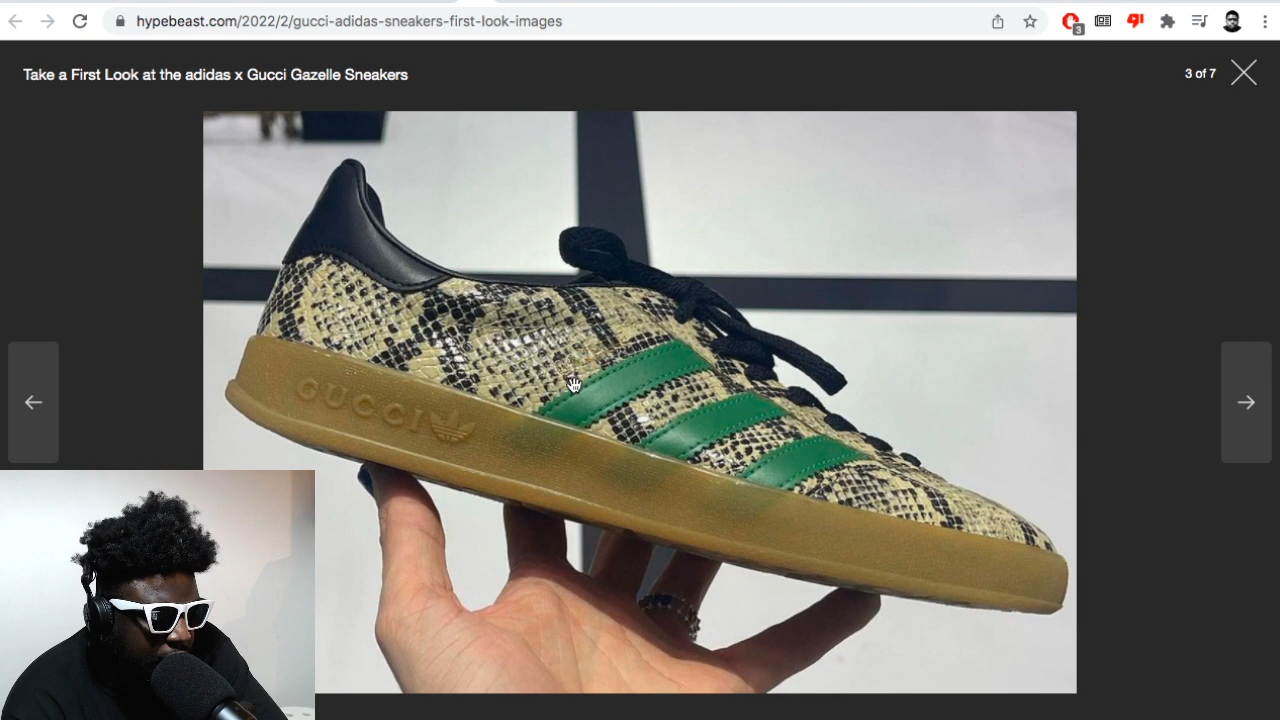 hypebeast.com/2022/2/gucci-adidas-sneakers-first-look-images
3
Take a First Look at the adidas x Gucci Gazelle Sneakers
3 of 7
GUCCI